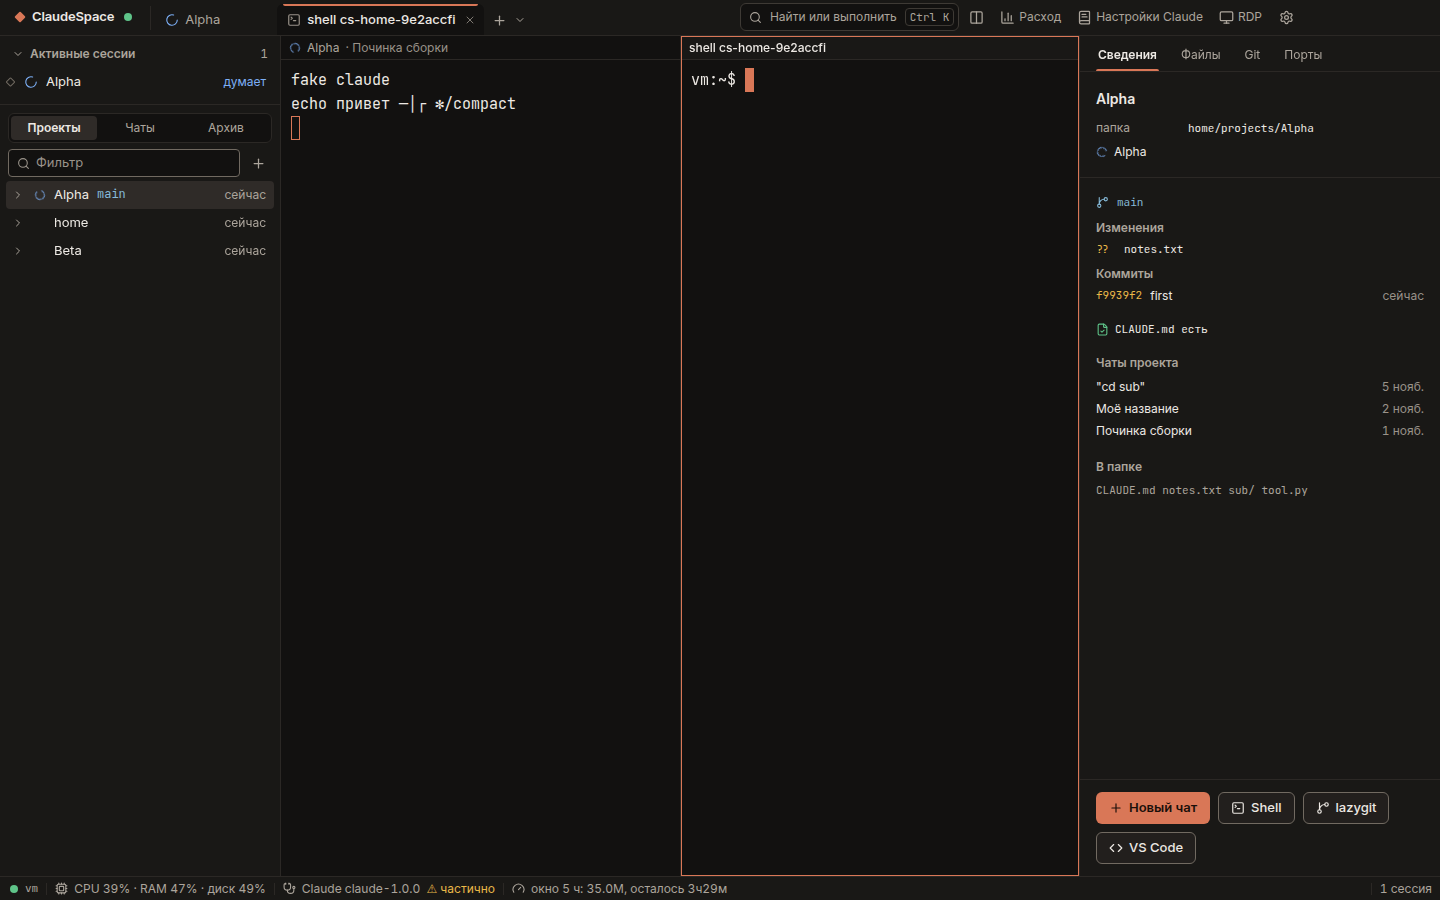 ClaudeSpace
Alpha
shell cs-home-9e2accfi
Найти или выполнить Ctrl K
Расход
Настройки Claude
RDP
Активные сессии 1
Alpha думает
Проекты Чаты Архив
Фильтр
Alpha main сейчас
home сейчас
Beta сейчас
Alpha · Починка сборки
fake claude
echo привет —│┌ ✻/compact
shell cs-home-9e2accfi
vm:~$
Сведения Файлы Git Порты
Alpha
папка home/projects/Alpha
Alpha
main
Изменения
?? notes.txt
Коммиты
f9939f2 first сейчас
CLAUDE.md есть
Чаты проекта
"cd sub" 5 нояб.
Моё название 2 нояб.
Починка сборки 1 нояб.
В папке
CLAUDE.md notes.txt sub/ tool.py
Новый чат Shell lazygit
VS Code
vm CPU 39% · RAM 47% · диск 49% Claude claude-1.0.0 ⚠ частично окно 5 ч: 35.0M, осталось 3ч29м 1 сессия